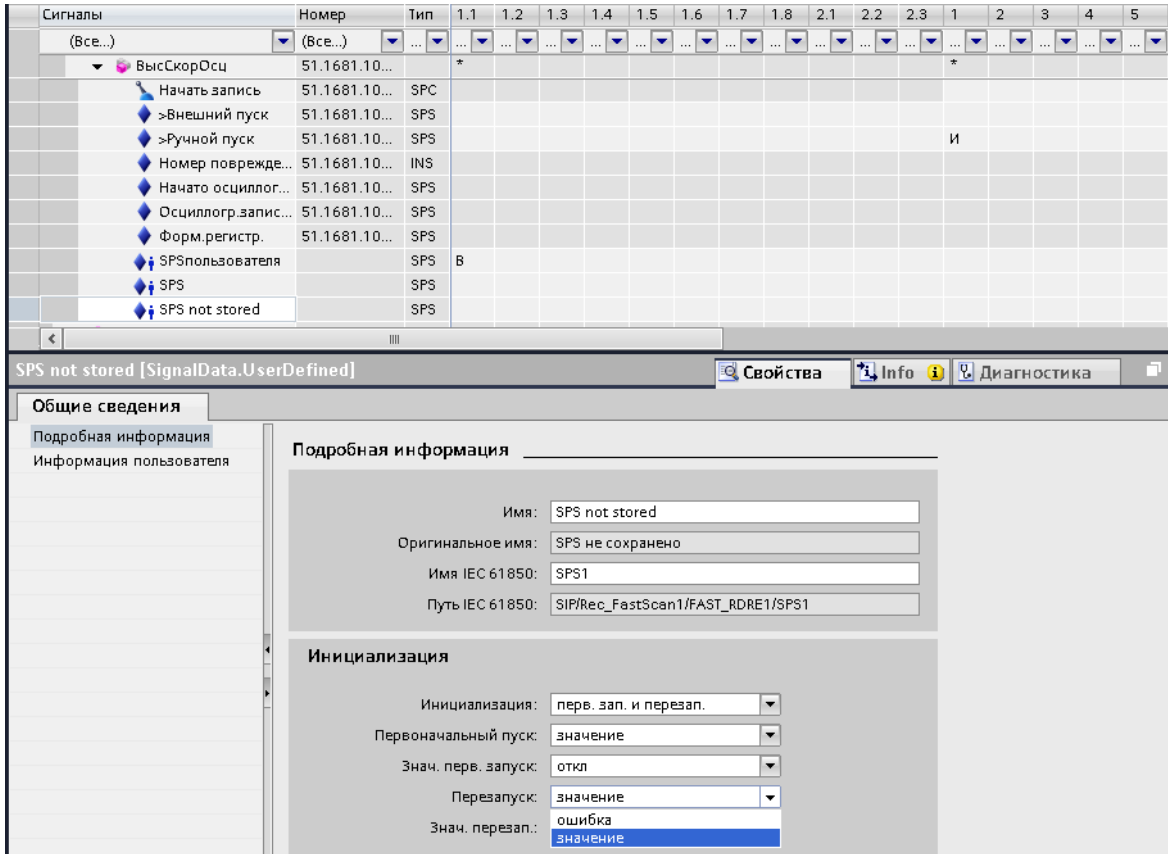 Сигналы Номер Тип 1.1 1.2 1.3 1.4 1.5 1.6 1.7 1.8 2.1 2.2 2.3 1 2 3 4 5
(Все...) (Все...) ... ... ... ... ... ... ... ... ... ... ... ... ... ... ... ... ...
ВысСкорОсц 51.1681.10... * *
Начать запись 51.1681.10... SPC
>Внешний пуск 51.1681.10... SPS
>Ручной пуск 51.1681.10... SPS И
Номер поврежде... 51.1681.10... INS
Начато осциллог... 51.1681.10... SPS
Осциллогр.запис... 51.1681.10... SPS
Форм.регистр. 51.1681.10... SPS
SPSпользователя SPS В
SPS SPS
SPS not stored SPS
SPS not stored [SignalData.UserDefined] Свойства Info Диагностика
Общие сведения
Подробная информация
Информация пользователя
Подробная информация
Имя: SPS not stored
Оригинальное имя: SPS не сохранено
Имя IEC 61850: SPS1
Путь IEC 61850: SIP/Rec_FastScan1/FAST_RDRE1/SPS1
Инициализация
Инициализация: перв. зап. и перезап.
Первоначальный пуск: значение
Знач. перв. запуск: откл
Перезапуск: значение
ошибка
Знач. перезап.: значение